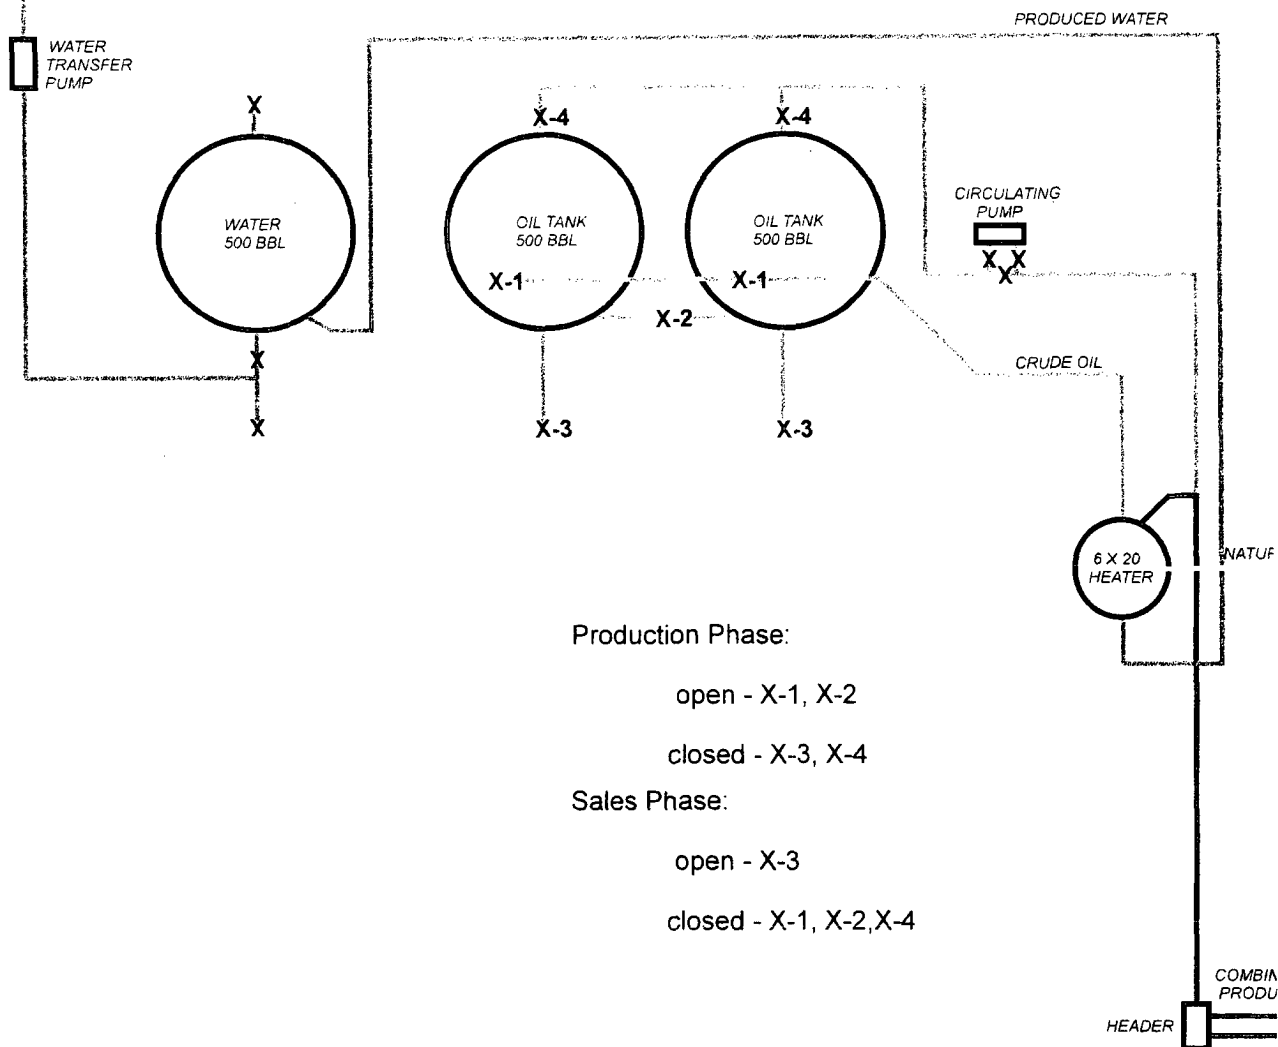 PRODUCED WATER
WATER
TRANSFER
PUMP
X
X-4
X-4
WATER
500 BBL
OIL TANK
500 BBL
OIL TANK
500 BBL
CIRCULATING
PUMP
X X
X
X-1
X-1
X-2
X
CRUDE OIL
X
X-3
X-3
6 X 20
HEATER
NATUR
Production Phase:
open - X-1, X-2
closed - X-3, X-4
Sales Phase:
open - X-3
closed - X-1, X-2,X-4
COMBIN
PRODU
HEADER